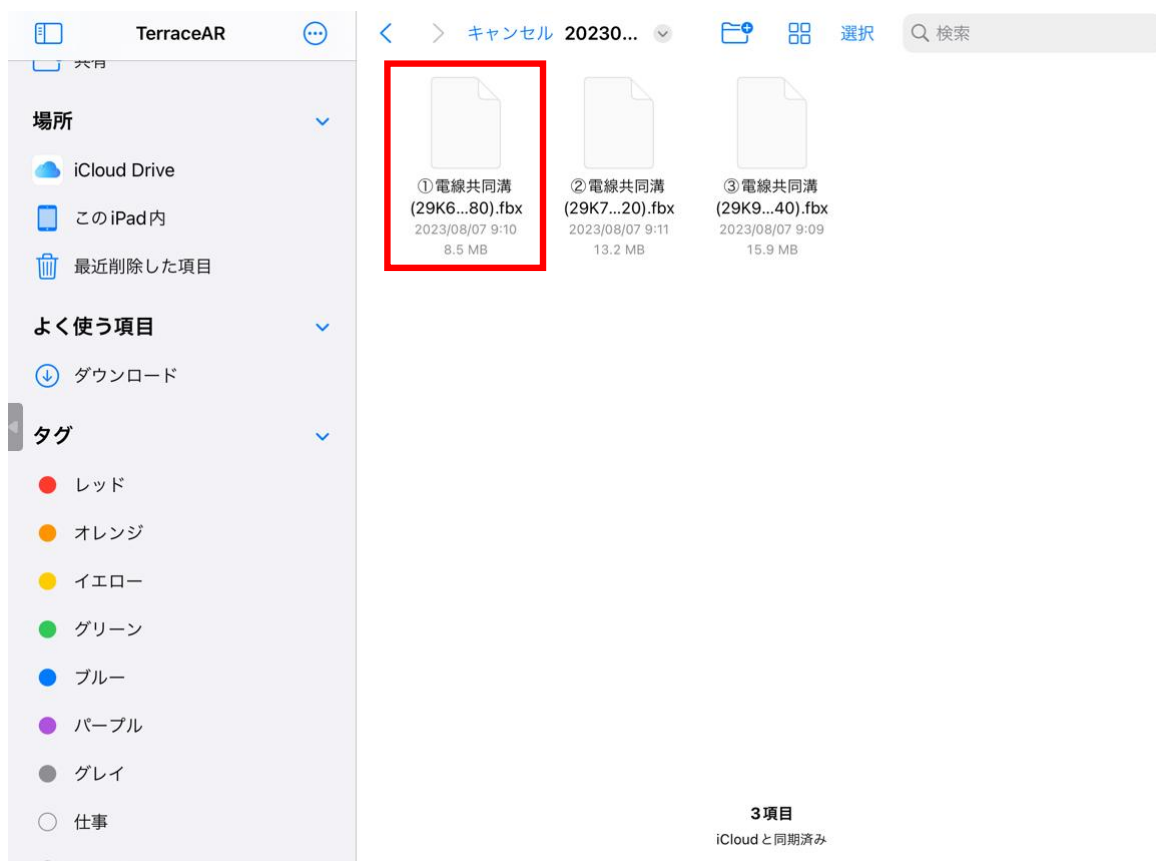 TerraceAR
共有
場所
iCloud Drive
このiPad内
最近削除した項目
よく使う項目
ダウンロード
タグ
レッド
オレンジ
イエロー
グリーン
ブルー
パープル
グレイ
仕事
キャンセル 20230... 選択 検索
①電線共同溝
(29K6...80).fbx
2023/08/07 9:10
8.5 MB
②電線共同溝
(29K7...20).fbx
2023/08/07 9:11
13.2 MB
③電線共同溝
(29K9...40).fbx
2023/08/07 9:09
15.9 MB
3項目
iCloudと同期済み